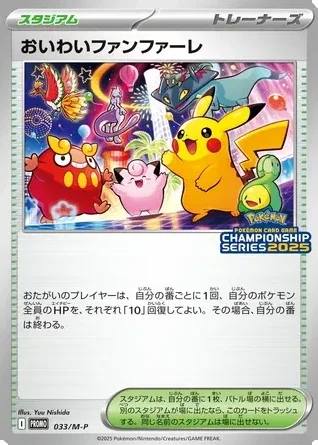 スタジアム
トレーナーズ
おいわいファンファーレ
Pokémon
POKÉMON CARD GAME
CHAMPIONSHIP
SERIES 2025
おたがいのプレイヤーは、自分の番ごとに1回、自分のポケモン
全員のHPを、それぞれ「10」回復してよい。その場合、自分の番
は終わる。
スタジアムは、自分の番に1枚、バトル場の横に出せる。
別のスタジアムが場に出たなら、このカードをトラッシュ
する。同じ名前のスタジアムは場に出せない。
Illus. Yuu Nishida
I PROMO 033/M-P
©2025 Pokémon/Nintendo/Creatures/GAME FREAK.